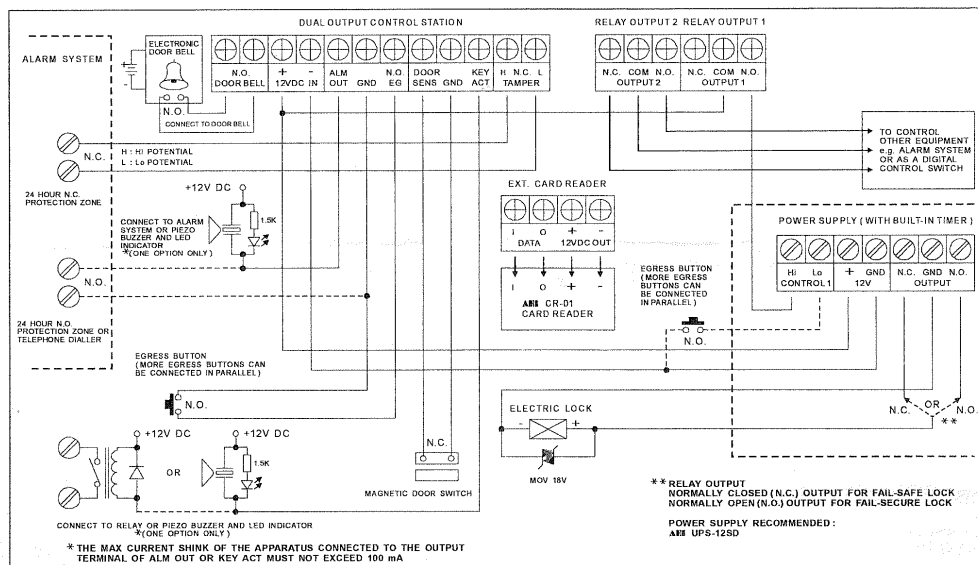 DUAL OUTPUT CONTROL STATION
RELAY OUTPUT 2 RELAY OUTPUT 1
ALARM SYSTEM
ELECTRONIC
DOOR BELL
+
-
N.O.
CONNECT TO DOOR BELL
N.O. + - ALM N.O. DOOR KEY H N.C. L
DOOR BELL 12VDC IN OUT GND EG SENS GND ACT TAMPER
N.C. COM N.O. N.C. COM N.O.
OUTPUT 2 OUTPUT 1
N.C.
H : Hi POTENTIAL
L : Lo POTENTIAL
24 HOUR N.C.
PROTECTION ZONE
TO CONTROL
OTHER EQUIPMENT
e.g. ALARM SYSTEM
OR AS A DIGITAL
CONTROL SWITCH
+12V DC
1.5K
CONNECT TO ALARM
SYSTEM OR PIEZO
BUZZER AND LED
INDICATOR
*(ONE OPTION ONLY)
EXT. CARD READER
I O + -
DATA 12VDC OUT
I O + -
CR-01
CARD READER
POWER SUPPLY ( WITH BUILT-IN TIMER )
Hi Lo + GND N.C. GND N.O.
CONTROL 1 12V OUTPUT
N.O.
24 HOUR N.O.
PROTECTION ZONE OR
TELEPHONE DIALLER
EGRESS BUTTON
(MORE EGRESS
BUTTONS CAN
BE CONNECTED
IN PARALLEL)
N.O.
EGRESS BUTTON
(MORE EGRESS BUTTONS CAN
BE CONNECTED IN PARALLEL)
N.O.
N.C. OR N.O.
**
ELECTRIC LOCK
- +
MOV 18V
+12V DC
OR
+12V DC
1.5K
N.C.
MAGNETIC DOOR SWITCH
CONNECT TO RELAY OR PIEZO BUZZER AND LED INDICATOR
*(ONE OPTION ONLY)
* THE MAX CURRENT SHINK OF THE APPARATUS CONNECTED TO THE OUTPUT
TERMINAL OF ALM OUT OR KEY ACT MUST NOT EXCEED 100 mA
** RELAY OUTPUT
NORMALLY CLOSED ( N.C.) OUTPUT FOR FAIL-SAFE LOCK
NORMALLY OPEN (N.O.) OUTPUT FOR FAIL-SECURE LOCK
POWER SUPPLY RECOMMENDED :
UPS-12SD